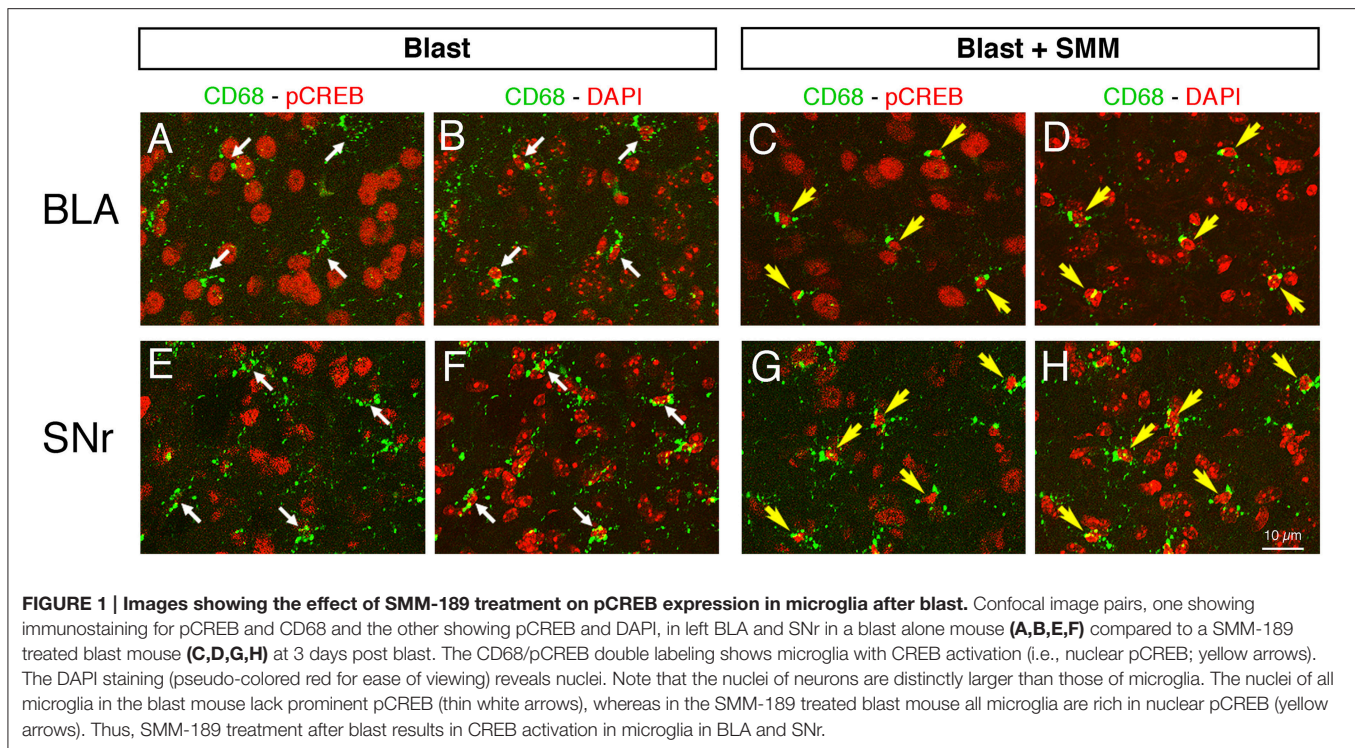 Blast
Blast + SMM
CD68 - pCREB
CD68 - DAPI
CD68 - pCREB
CD68 - DAPI
BLA
A
B
C
D
SNr
E
F
G
H
10 µm
FIGURE 1 | Images showing the effect of SMM-189 treatment on pCREB expression in microglia after blast. Confocal image pairs, one showing
immunostaining for pCREB and CD68 and the other showing pCREB and DAPI, in left BLA and SNr in a blast alone mouse (A,B,E,F) compared to a SMM-189
treated blast mouse (C,D,G,H) at 3 days post blast. The CD68/pCREB double labeling shows microglia with CREB activation (i.e., nuclear pCREB; yellow arrows).
The DAPI staining (pseudo-colored red for ease of viewing) reveals nuclei. Note that the nuclei of neurons are distinctly larger than those of microglia. The nuclei of all
microglia in the blast mouse lack prominent pCREB (thin white arrows), whereas in the SMM-189 treated blast mouse all microglia are rich in nuclear pCREB (yellow
arrows). Thus, SMM-189 treatment after blast results in CREB activation in microglia in BLA and SNr.